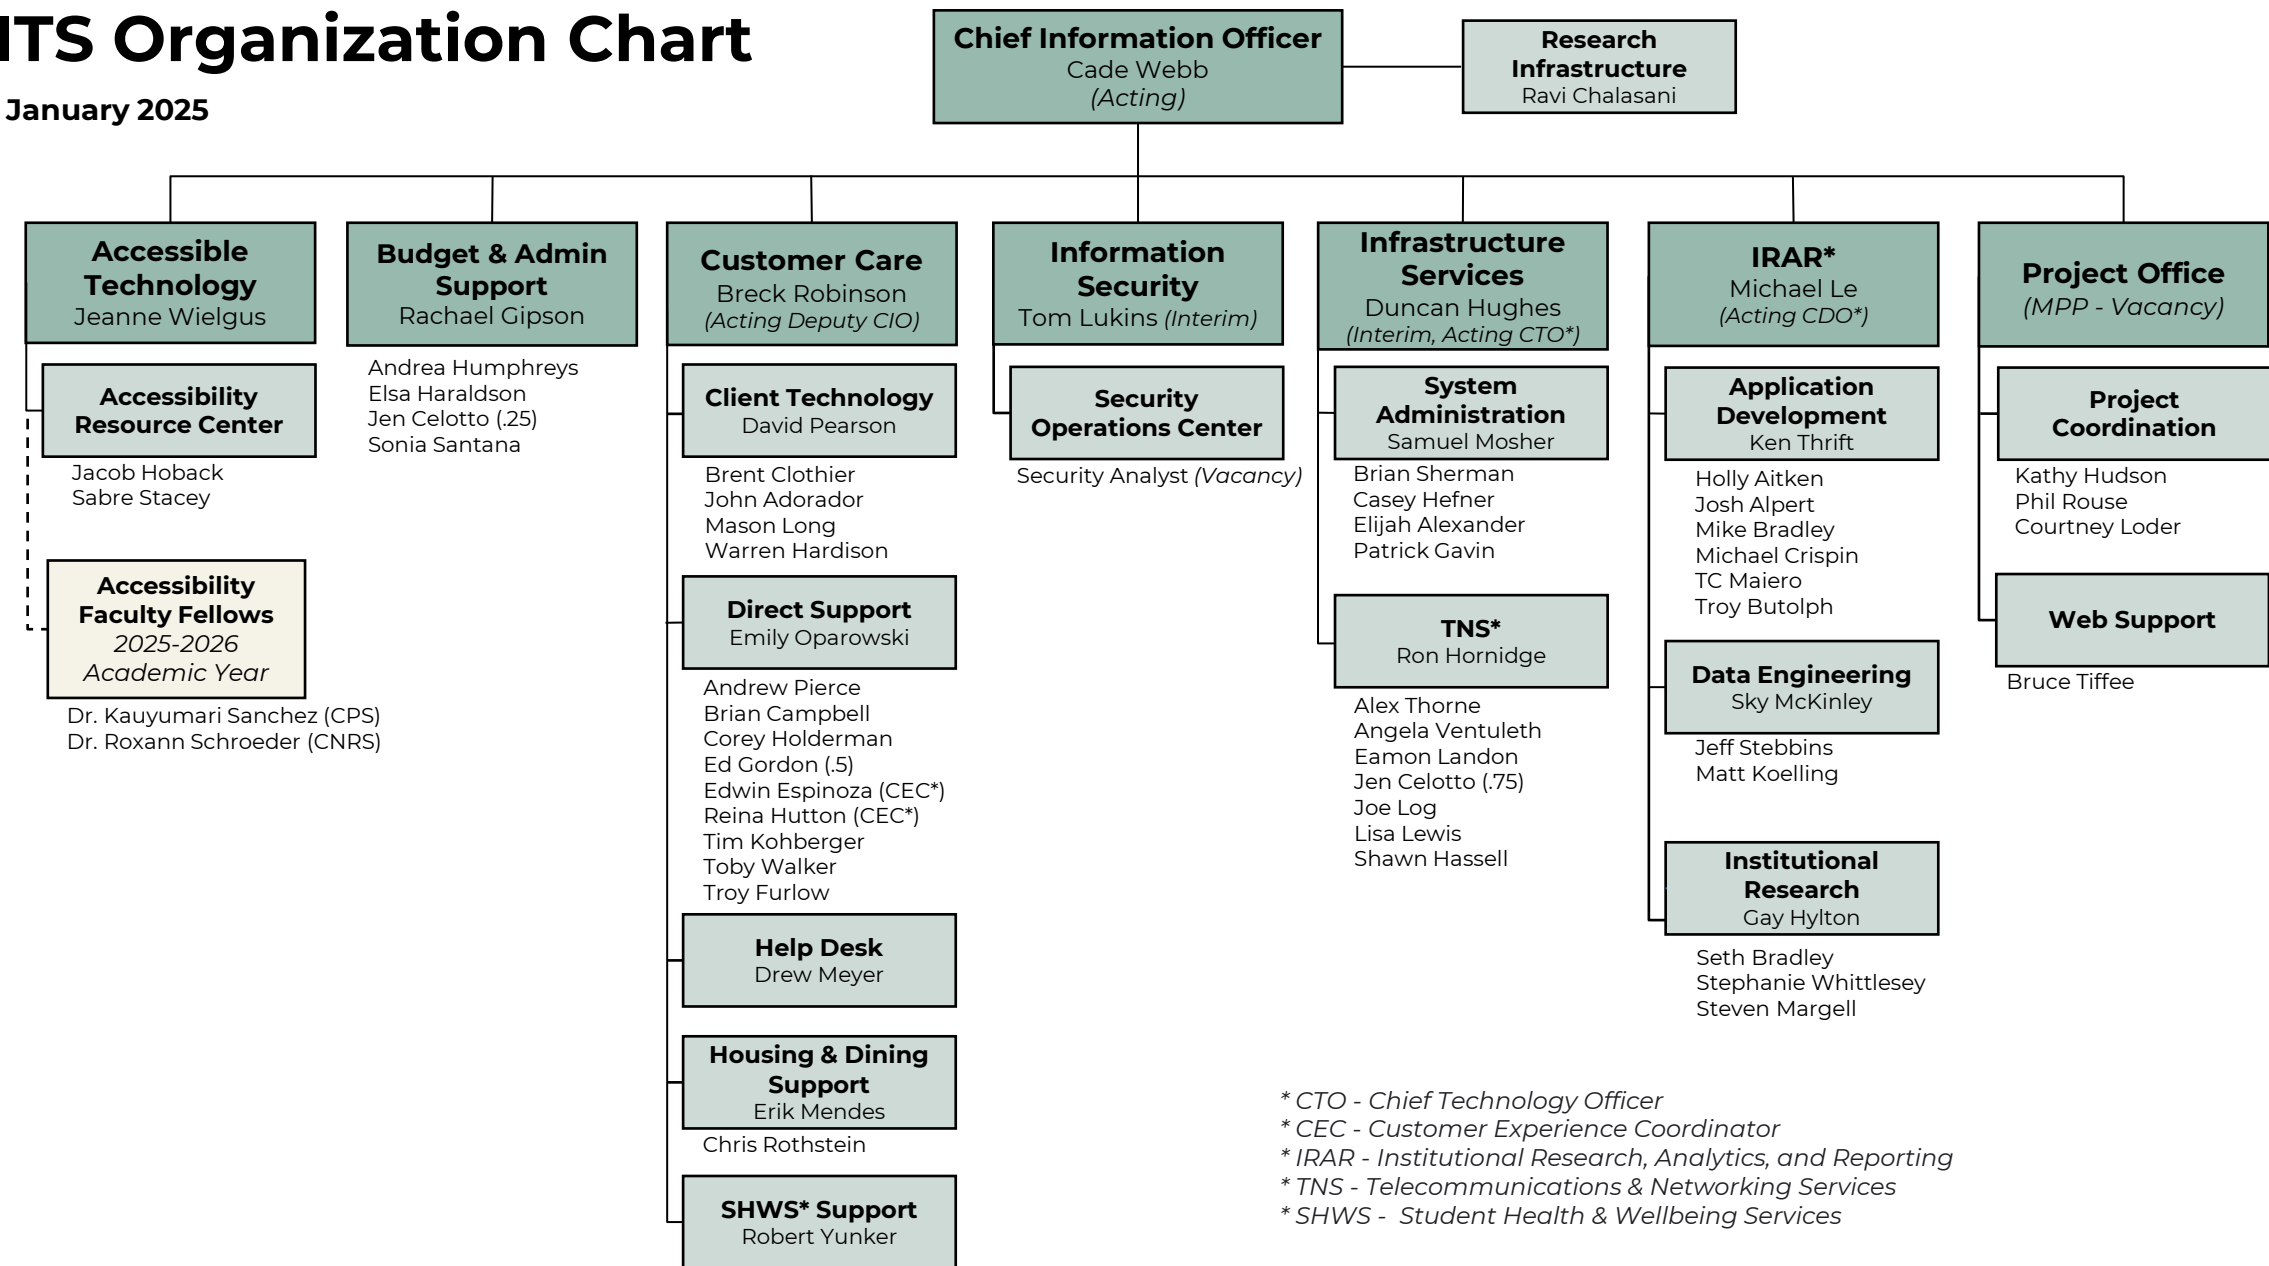 ITS Organization Chart
January 2025
Chief Information Officer
Cade Webb
(Acting)
Research
Infrastructure
Ravi Chalasani
Accessible
Technology
Jeanne Wielgus
Accessibility
Resource Center
Jacob Hoback
Sabre Stacey
Accessibility
Faculty Fellows
2025-2026
Academic Year
Dr. Kauyumari Sanchez (CPS)
Dr. Roxann Schroeder (CNRS)
Budget & Admin
Support
Rachael Gipson
Andrea Humphreys
Elsa Haraldson
Jen Celotto (.25)
Sonia Santana
Customer Care
Breck Robinson
(Acting Deputy CIO)
Client Technology
David Pearson
Brent Clothier
John Adorador
Mason Long
Warren Hardison
Direct Support
Emily Oparowski
Andrew Pierce
Brian Campbell
Corey Holderman
Ed Gordon (.5)
Edwin Espinoza (CEC*)
Reina Hutton (CEC*)
Tim Kohberger
Toby Walker
Troy Furlow
Help Desk
Drew Meyer
Housing & Dining
Support
Erik Mendes
Chris Rothstein
SHWS* Support
Robert Yunker
Information
Security
Tom Lukins (Interim)
Security
Operations Center
Security Analyst (Vacancy)
Infrastructure
Services
Duncan Hughes
(Interim, Acting CTO*)
System
Administration
Samuel Mosher
Brian Sherman
Casey Hefner
Elijah Alexander
Patrick Gavin
TNS*
Ron Hornidge
Alex Thorne
Angela Ventuleth
Eamon Landon
Jen Celotto (.75)
Joe Log
Lisa Lewis
Shawn Hassell
IRAR*
Michael Le
(Acting CDO*)
Application
Development
Ken Thrift
Holly Aitken
Josh Alpert
Mike Bradley
Michael Crispin
TC Maiero
Troy Butolph
Data Engineering
Sky McKinley
Jeff Stebbins
Matt Koelling
Institutional
Research
Gay Hylton
Seth Bradley
Stephanie Whittlesey
Steven Margell
Project Office
(MPP - Vacancy)
Project
Coordination
Kathy Hudson
Phil Rouse
Courtney Loder
Web Support
Bruce Tiffee
* CTO - Chief Technology Officer
* CEC - Customer Experience Coordinator
* IRAR - Institutional Research, Analytics, and Reporting
* TNS - Telecommunications & Networking Services
* SHWS - Student Health & Wellbeing Services